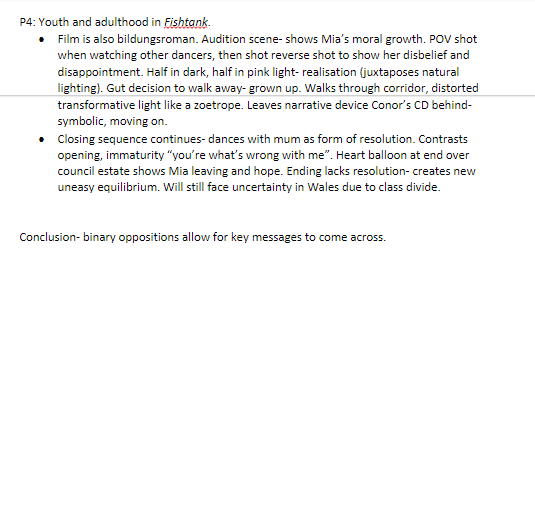 P4: Youth and adulthood in Fishtank.
• Film is also bildungsroman. Audition scene- shows Mia's moral growth. POV shot
when watching other dancers, then shot reverse shot to show her disbelief and
disappointment. Half in dark, half in pink light- realisation (juxtaposes natural
lighting). Gut decision to walk away- grown up. Walks through corridor, distorted
transformative light like a zoetrope. Leaves narrative device Conor's CD behind-
symbolic, moving on.
• Closing sequence continues- dances with mum as form of resolution. Contrasts
opening, immaturity "you're what's wrong with me". Heart balloon at end over
council estate shows Mia leaving and hope. Ending lacks resolution- creates new
uneasy equilibrium. Will still face uncertainty in Wales due to class divide.
Conclusion- binary oppositions allow for key messages to come across.